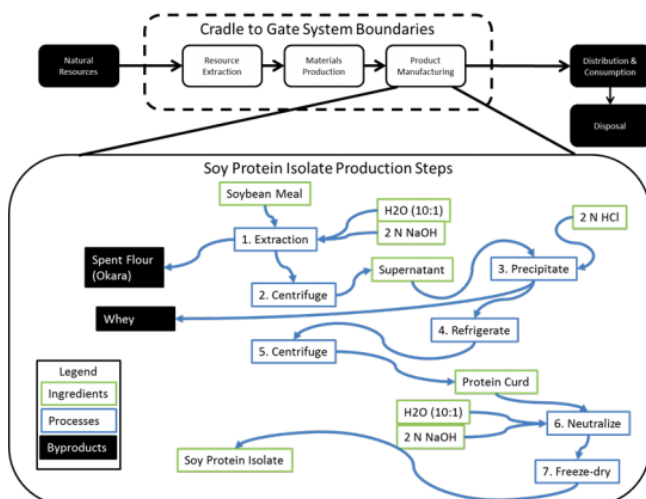 Cradle to Gate System Boundaries
Natural
Resources
Resource
Extraction
Materials
Production
Product
Manufacturing
Distribution &
Consumption
Disposal
Soy Protein Isolate Production Steps
Soybean Meal
H2O (10:1)
2 N NaOH
2 N HCl
1. Extraction
Spent Flour
(Okara)
2. Centrifuge
Supernatant
3. Precipitate
Whey
4. Refrigerate
5. Centrifuge
Legend
Ingredients
Processes
Byproducts
Protein Curd
H2O (10:1)
2 N NaOH
6. Neutralize
Soy Protein Isolate
7. Freeze-dry